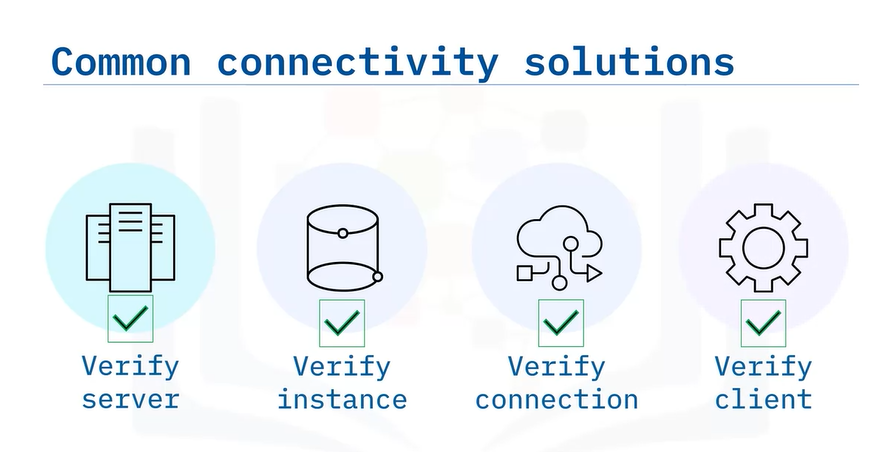 Common connectivity solutions
Verify
server
Verify
instance
Verify
connection
Verify
client